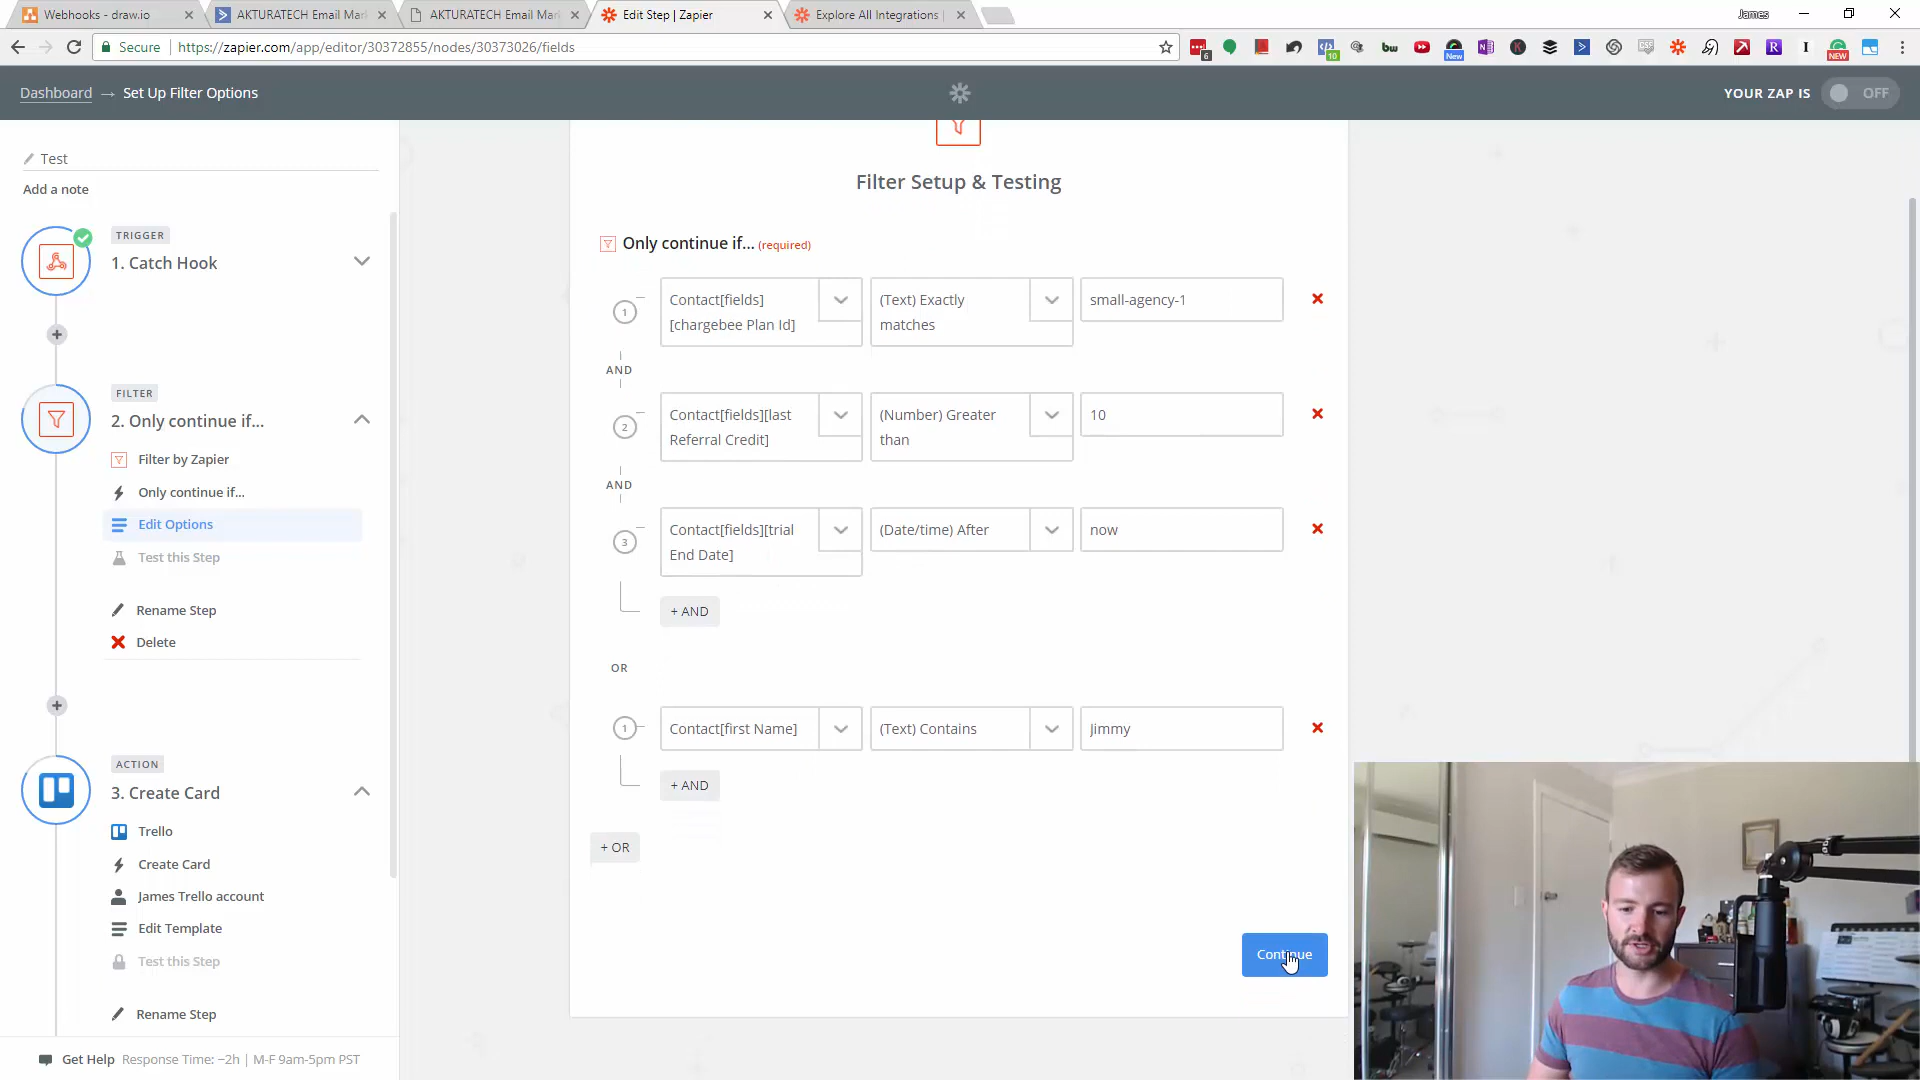 Webhooks - draw.io
AKTURATECH Email Mark
AKTURATECH Email Mark
Edit Step | Zapier
Explore All Integrations |
James
Secure
https://zapier.com/app/editor/30372855/nodes/30373026/fields
Dashboard → Set Up Filter Options
YOUR ZAP IS
OFF
Test
Add a note
TRIGGER
1. Catch Hook
FILTER
2. Only continue if...
Filter by Zapier
Only continue if...
Edit Options
Test this Step
Rename Step
Delete
ACTION
3. Create Card
Trello
Create Card
James Trello account
Edit Template
Test this Step
Rename Step
Get Help Response Time: ~2h | M-F 9am-5pm PST
Filter Setup & Testing
Only continue if... (required)
1
Contact[fields]
[chargebee Plan Id]
(Text) Exactly
matches
small-agency-1
AND
2
Contact[fields][last
Referral Credit]
(Number) Greater
than
10
AND
3
Contact[fields][trial
End Date]
(Date/time) After
now
+ AND
OR
1
Contact[first Name]
(Text) Contains
Jimmy
+ AND
+ OR
Continue